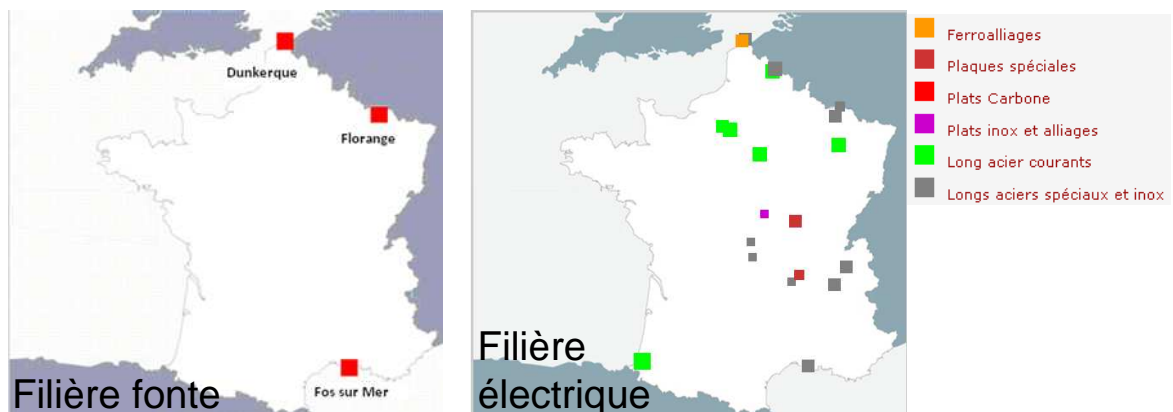 Dunkerque
Florange
Fos sur Mer
Filière fonte
Filière
électrique
Ferroalliages
Plaques spéciales
Plats Carbone
Plats inox et alliages
Long acier courants
Longs aciers spéciaux et inox